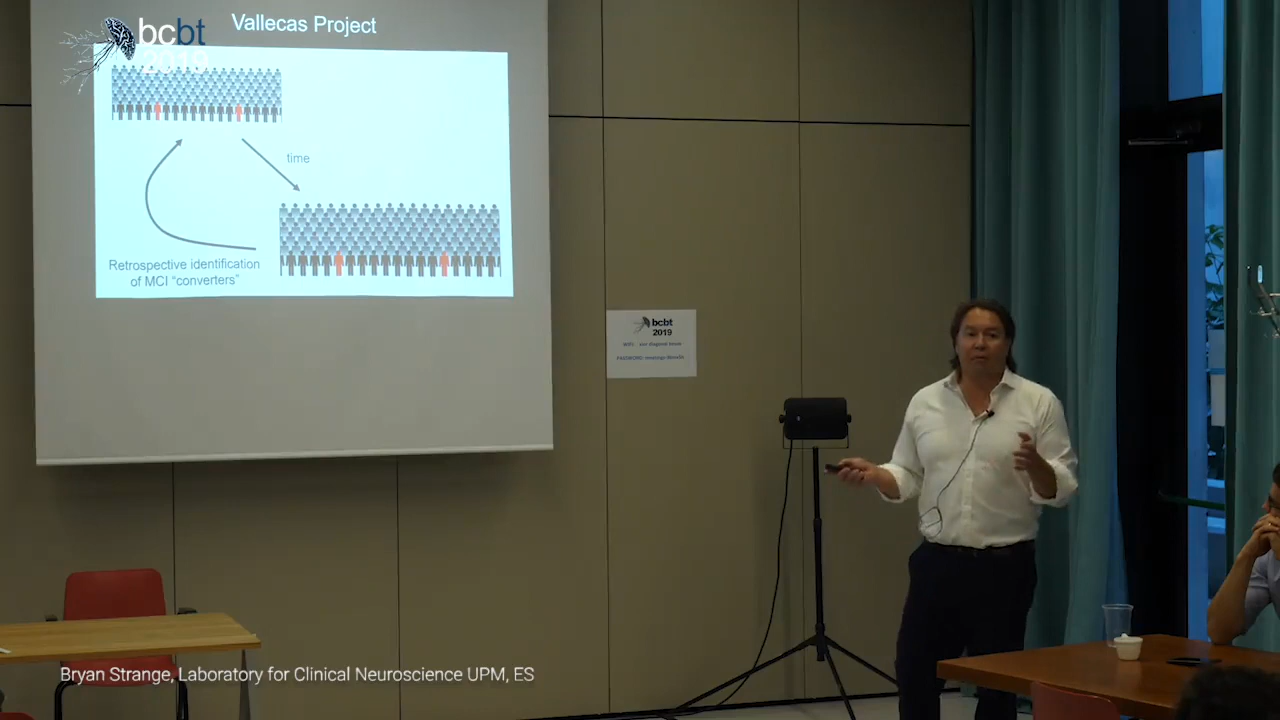 bcbt
2019
Vallecas Project
time
Retrospective identification
of MCI “converters”
bcbt
2019
Bryan Strange, Laboratory for Clinical Neuroscience UPM, ES